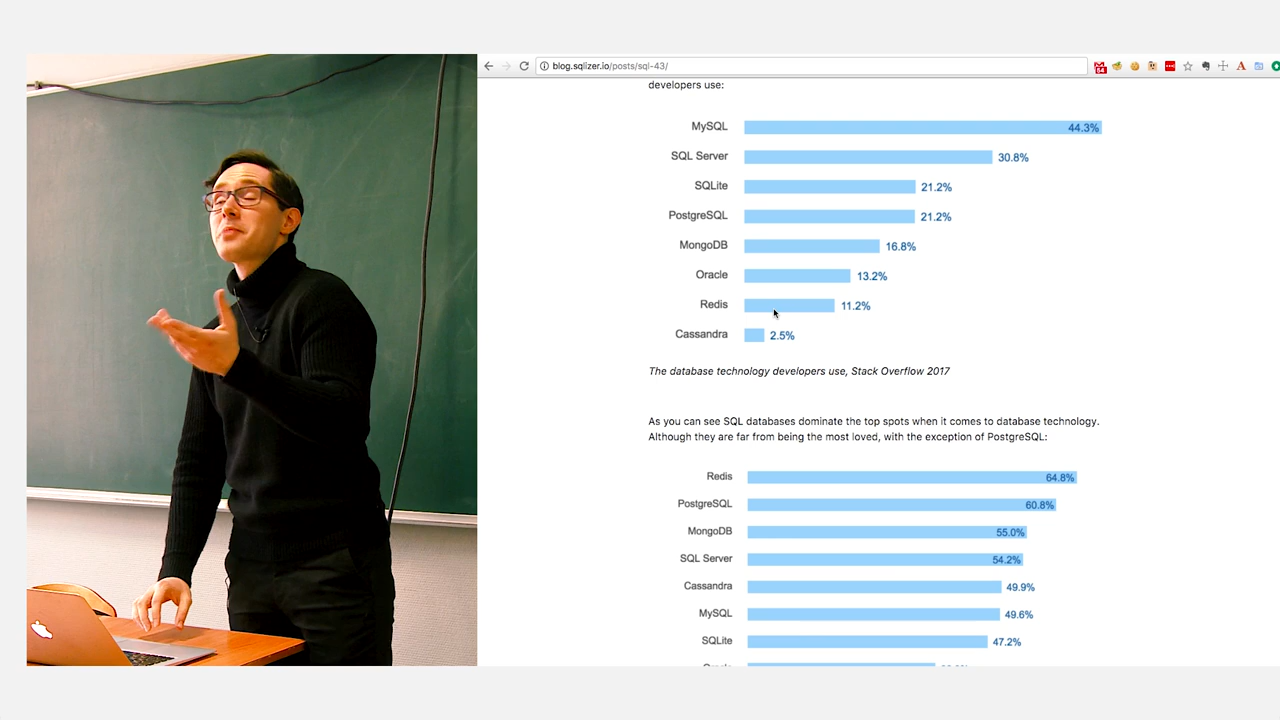 blog.sqlizer.io/posts/sql-43/
developers use:
MySQL 44.3%
SQL Server 30.8%
SQLite 21.2%
PostgreSQL 21.2%
MongoDB 16.8%
Oracle 13.2%
Redis 11.2%
Cassandra 2.5%
The database technology developers use, Stack Overflow 2017
As you can see SQL databases dominate the top spots when it comes to database technology.
Although they are far from being the most loved, with the exception of PostgreSQL:
Redis 64.8%
PostgreSQL 60.8%
MongoDB 55.0%
SQL Server 54.2%
Cassandra 49.9%
MySQL 49.6%
SQLite 47.2%